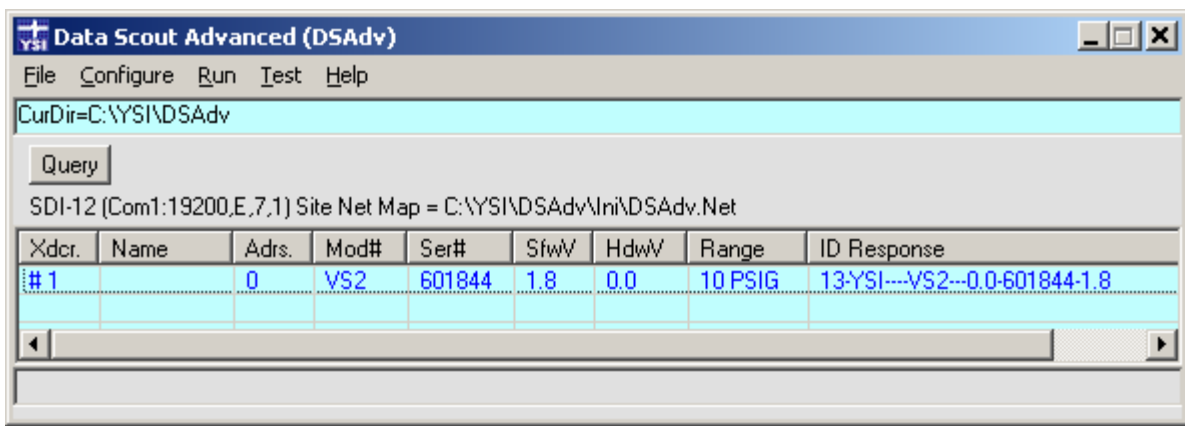 YSI Data Scout Advanced (DSAdv)
File Configure Run Test Help
CurDir=C:\YSI\DSAdv
Query
SDI-12 (Com1:19200,E,7,1) Site Net Map = C:\YSI\DSAdv\Ini\DSAdv.Net
Xdcr. Name Adrs. Mod# Ser# SfwV HdwV Range ID Response
# 1 0 VS2 601844 1.8 0.0 10 PSIG 13-YSI----VS2---0.0-601844-1.8